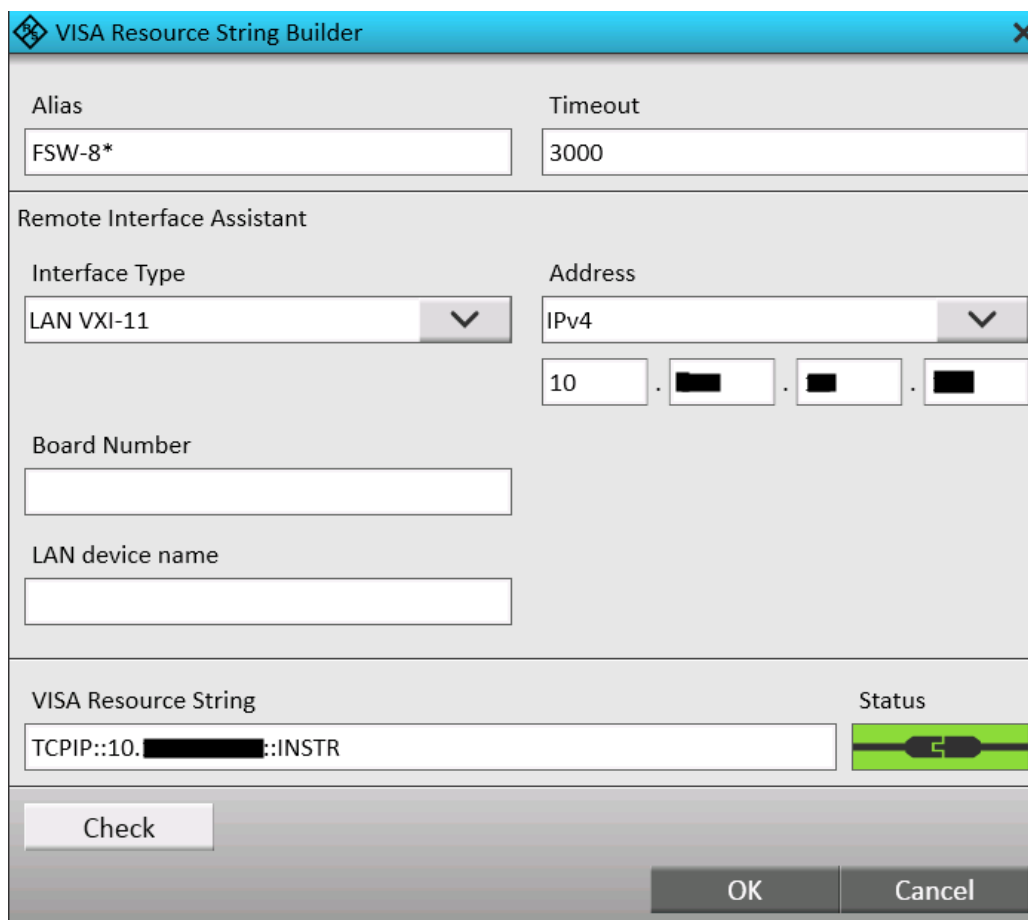 VISA Resource String Builder
Alias
Timeout
FSW-8*
3000
Remote Interface Assistant
Interface Type
Address
LAN VXI-11
IPv4
10 . . .
Board Number
LAN device name
VISA Resource String
Status
TCPIP::10. ::INSTR
Check
OK
Cancel